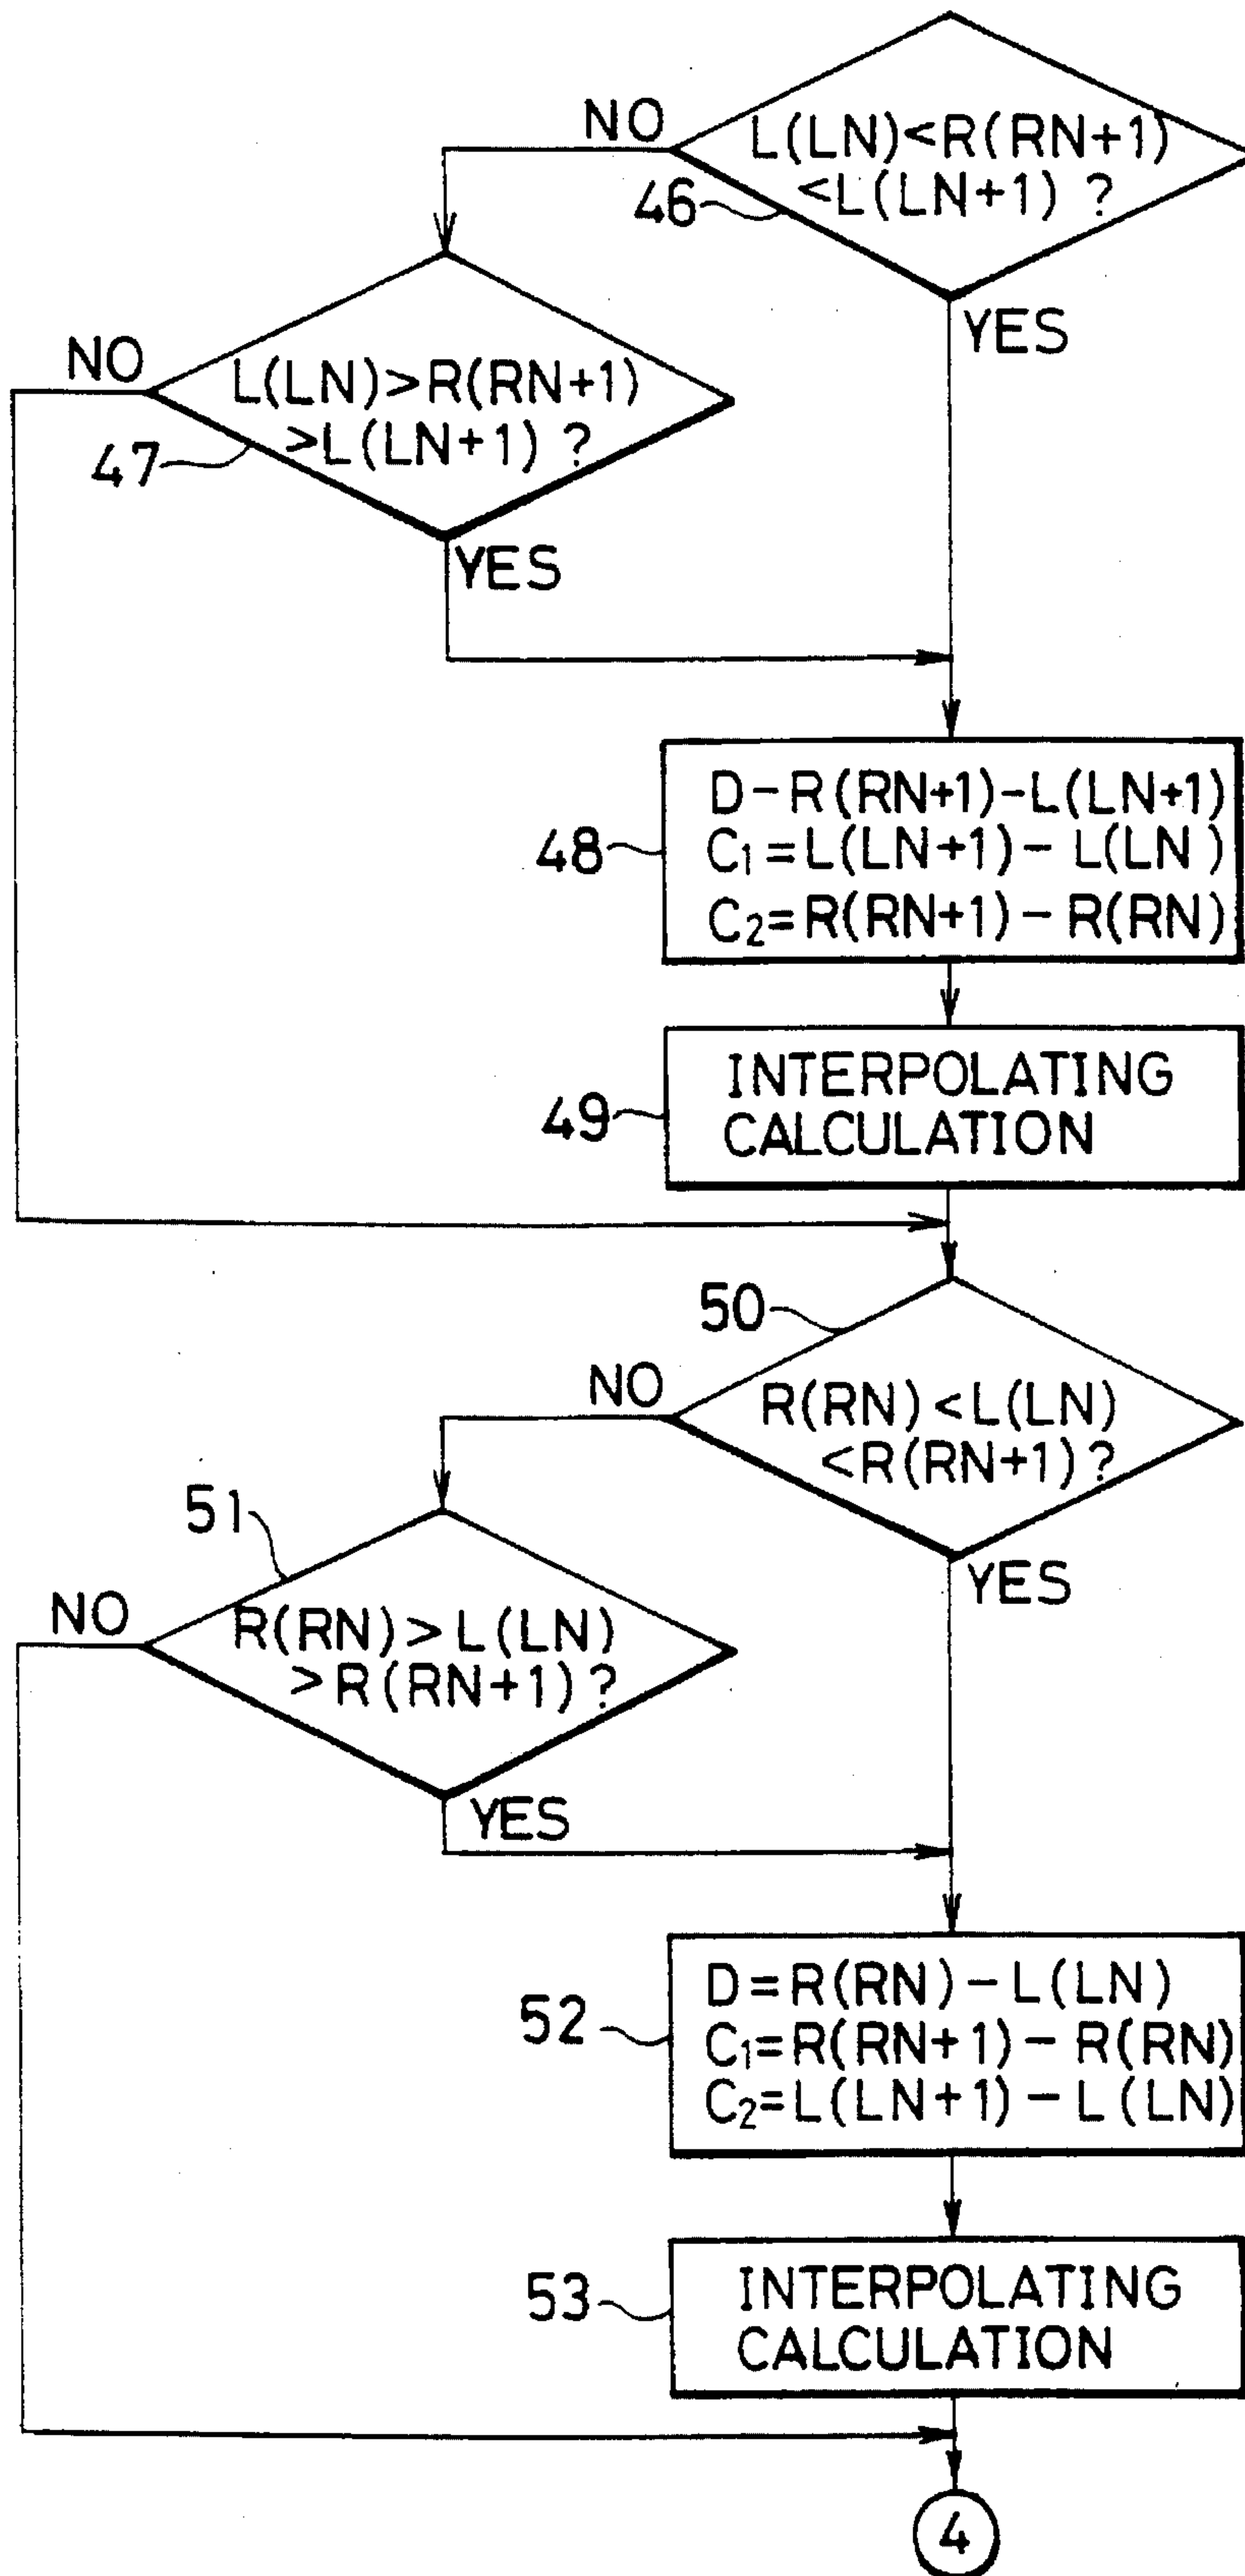 NO
L(LN)<R(RN+1)
<L(LN+1) ?
46
YES
NO
L(LN)>R(RN+1)
>L(LN+1) ?
47
YES
D-R(RN+1)-L(LN+1)
C₁=L(LN+1)- L(LN)
C₂=R(RN+1)- R(RN)
48
INTERPOLATING
CALCULATION
49
50
NO
R(RN)<L(LN)
<R(RN+1)?
YES
51
NO
R(RN)>L(LN)
>R(RN+1)?
YES
D=R(RN)-L(LN)
C₁=R(RN+1)- R(RN)
C₂=L(LN+1)- L(LN)
52
INTERPOLATING
CALCULATION
53
4